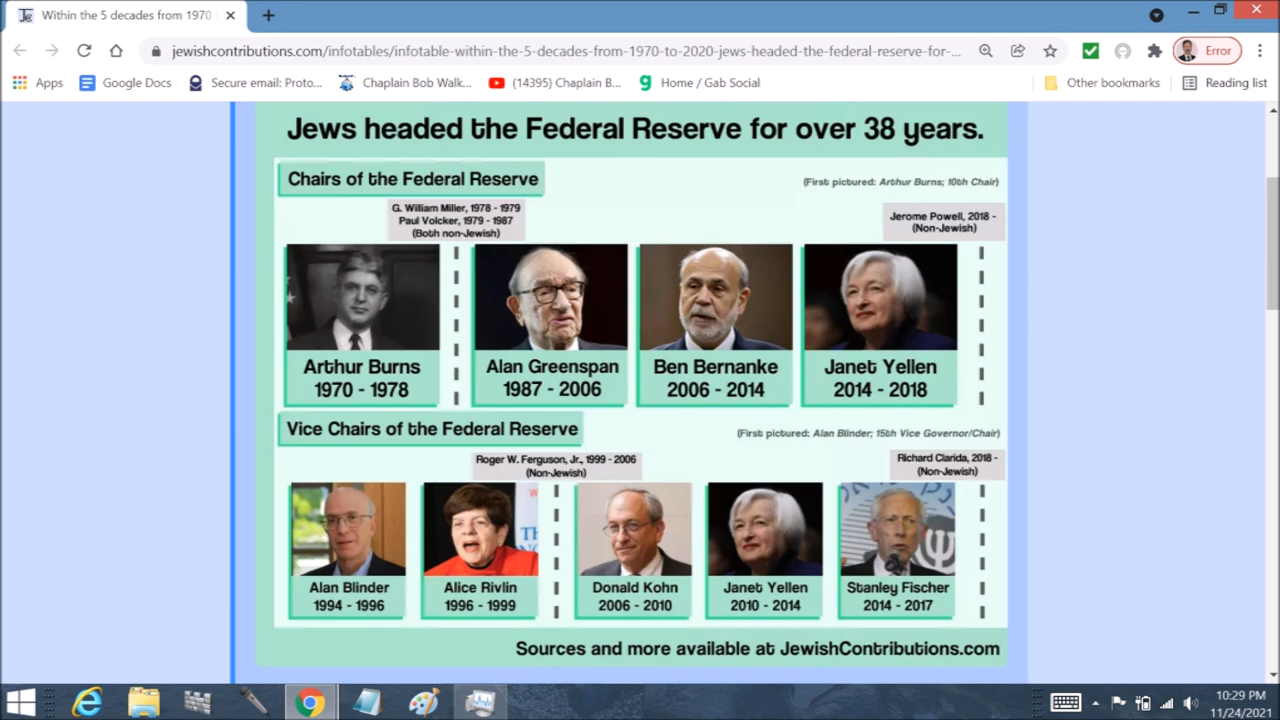 Within the 5 decades from 1970
jewishcontributions.com/infotables/infotable-within-the-5-decades-from-1970-to-2020-jews-headed-the-federal-reserve-for-...
Error
Apps
Google Docs
Secure email: Proto...
Chaplain Bob Walk...
(14395) Chaplain B...
Home / Gab Social
Other bookmarks
Reading list
Jews headed the Federal Reserve for over 38 years.
Chairs of the Federal Reserve
(First pictured: Arthur Burns; 10th Chair)
G. William Miller, 1978 - 1979
Paul Volcker, 1979 - 1987
(Both non-Jewish)
Jerome Powell, 2018 -
(Non-Jewish)
Arthur Burns
1970 - 1978
Alan Greenspan
1987 - 2006
Ben Bernanke
2006 - 2014
Janet Yellen
2014 - 2018
Vice Chairs of the Federal Reserve
(First pictured: Alan Blinder; 15th Vice Governor/Chair)
Roger W. Ferguson, Jr., 1999 - 2006
(Non-Jewish)
Richard Clarida, 2018 -
(Non-Jewish)
Alan Blinder
1994 - 1996
Alice Rivlin
1996 - 1999
Donald Kohn
2006 - 2010
Janet Yellen
2010 - 2014
Stanley Fischer
2014 - 2017
Sources and more available at JewishContributions.com
10:29 PM
11/24/2021